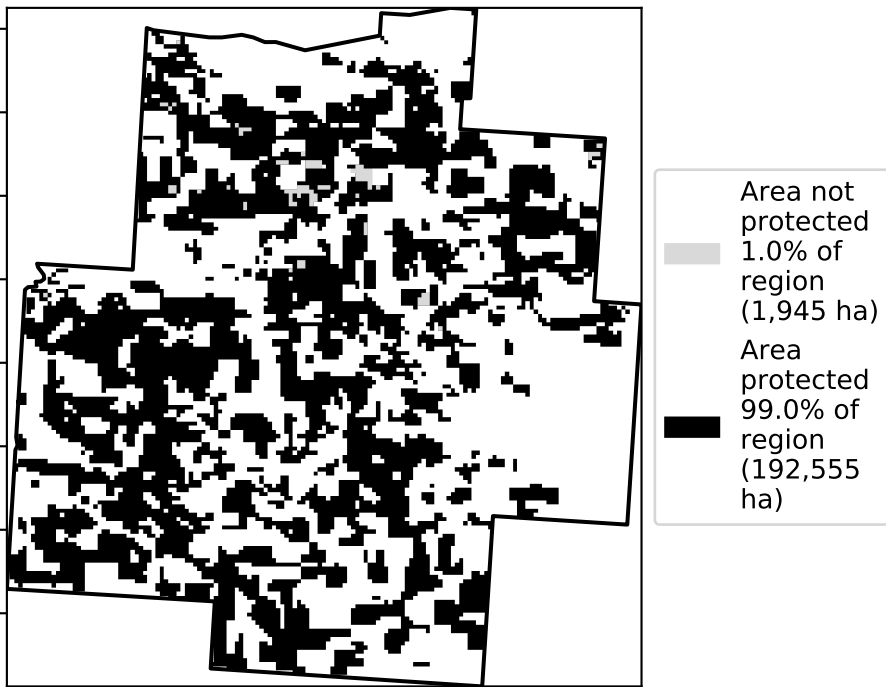 Area not
protected
1.0% of
region
(1,945 ha)
Area
protected
99.0% of
region
(192,555
ha)